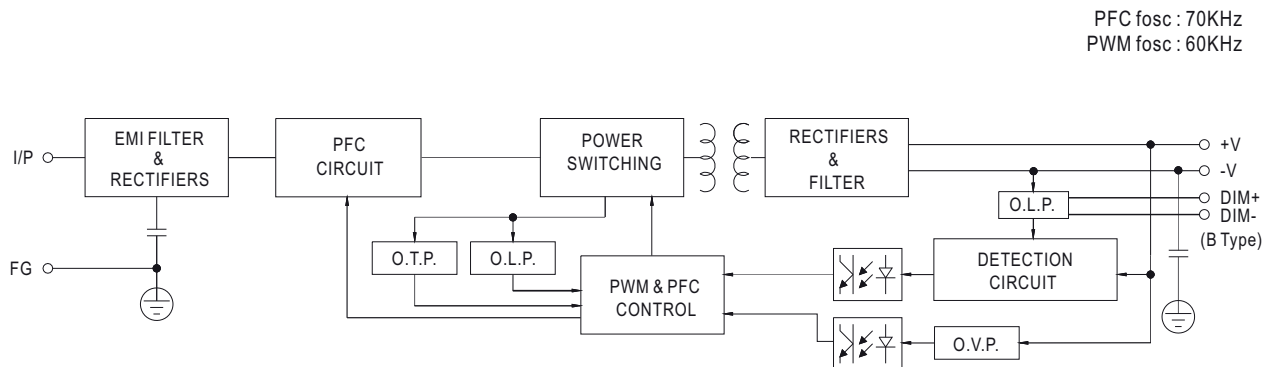 PFC fosc : 70KHz
PWM fosc : 60KHz
I/P
EMI FILTER
&
RECTIFIERS
PFC
CIRCUIT
POWER
SWITCHING
RECTIFIERS
&
FILTER
+V
-V
DIM+
DIM-
(B Type)
O.L.P.
FG
O.T.P.
O.L.P.
PWM & PFC
CONTROL
DETECTION
CIRCUIT
O.V.P.